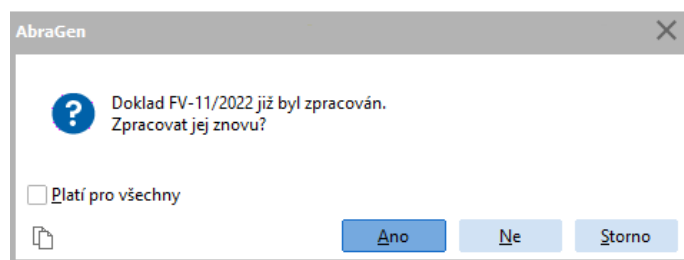 AbraGen
Doklad FV-11/2022 již byl zpracován.
Zpracovat jej znovu?
Platí pro všechny
Ano
Ne
Storno